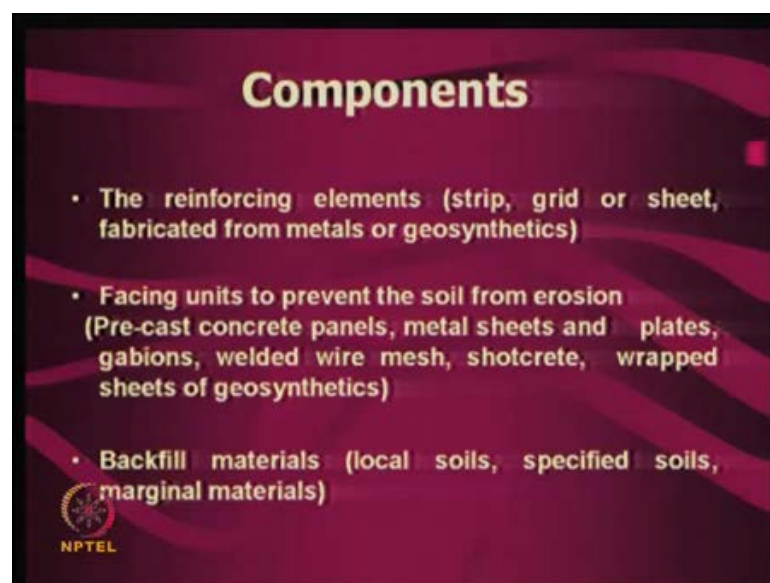 Components
• The reinforcing elements (strip, grid or sheet,
fabricated from metals or geosynthetics)
• Facing units to prevent the soil from erosion
(Pre-cast concrete panels, metal sheets and plates,
gabions, welded wire mesh, shotcrete, wrapped
sheets of geosynthetics)
• Backfill materials (local soils, specified soils,
marginal materials)
NPTEL